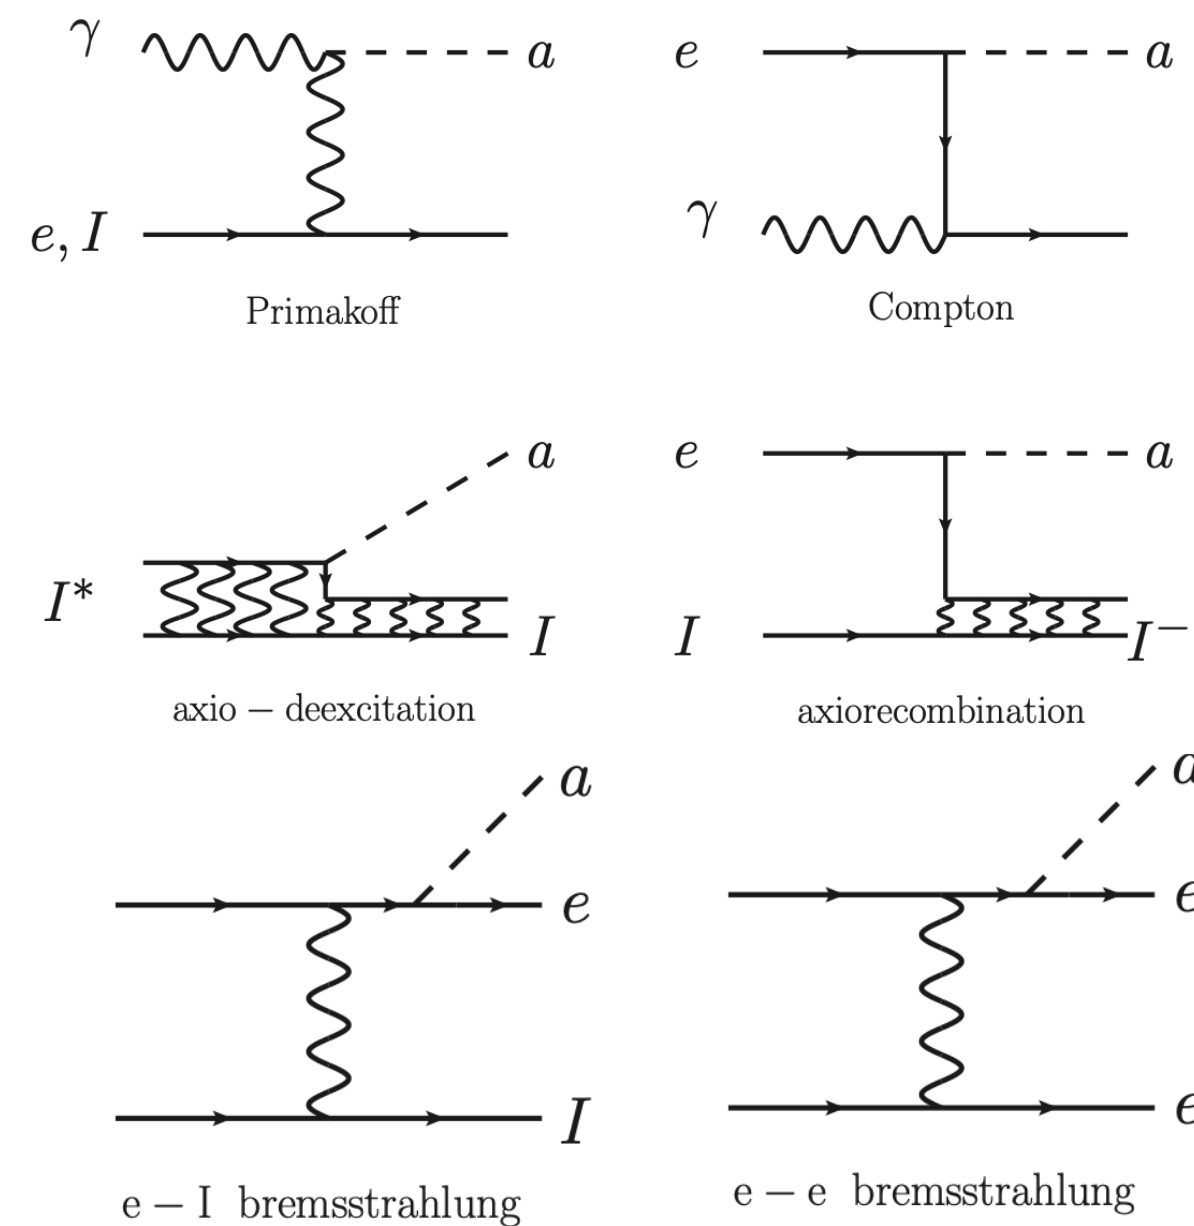 γ a e a
e, I γ
Primakoff Compton
a e a
I* I I I−
axio − deexcitation axiorecombination
a a
e e
I e
e − I bremsstrahlung e − e bremsstrahlung